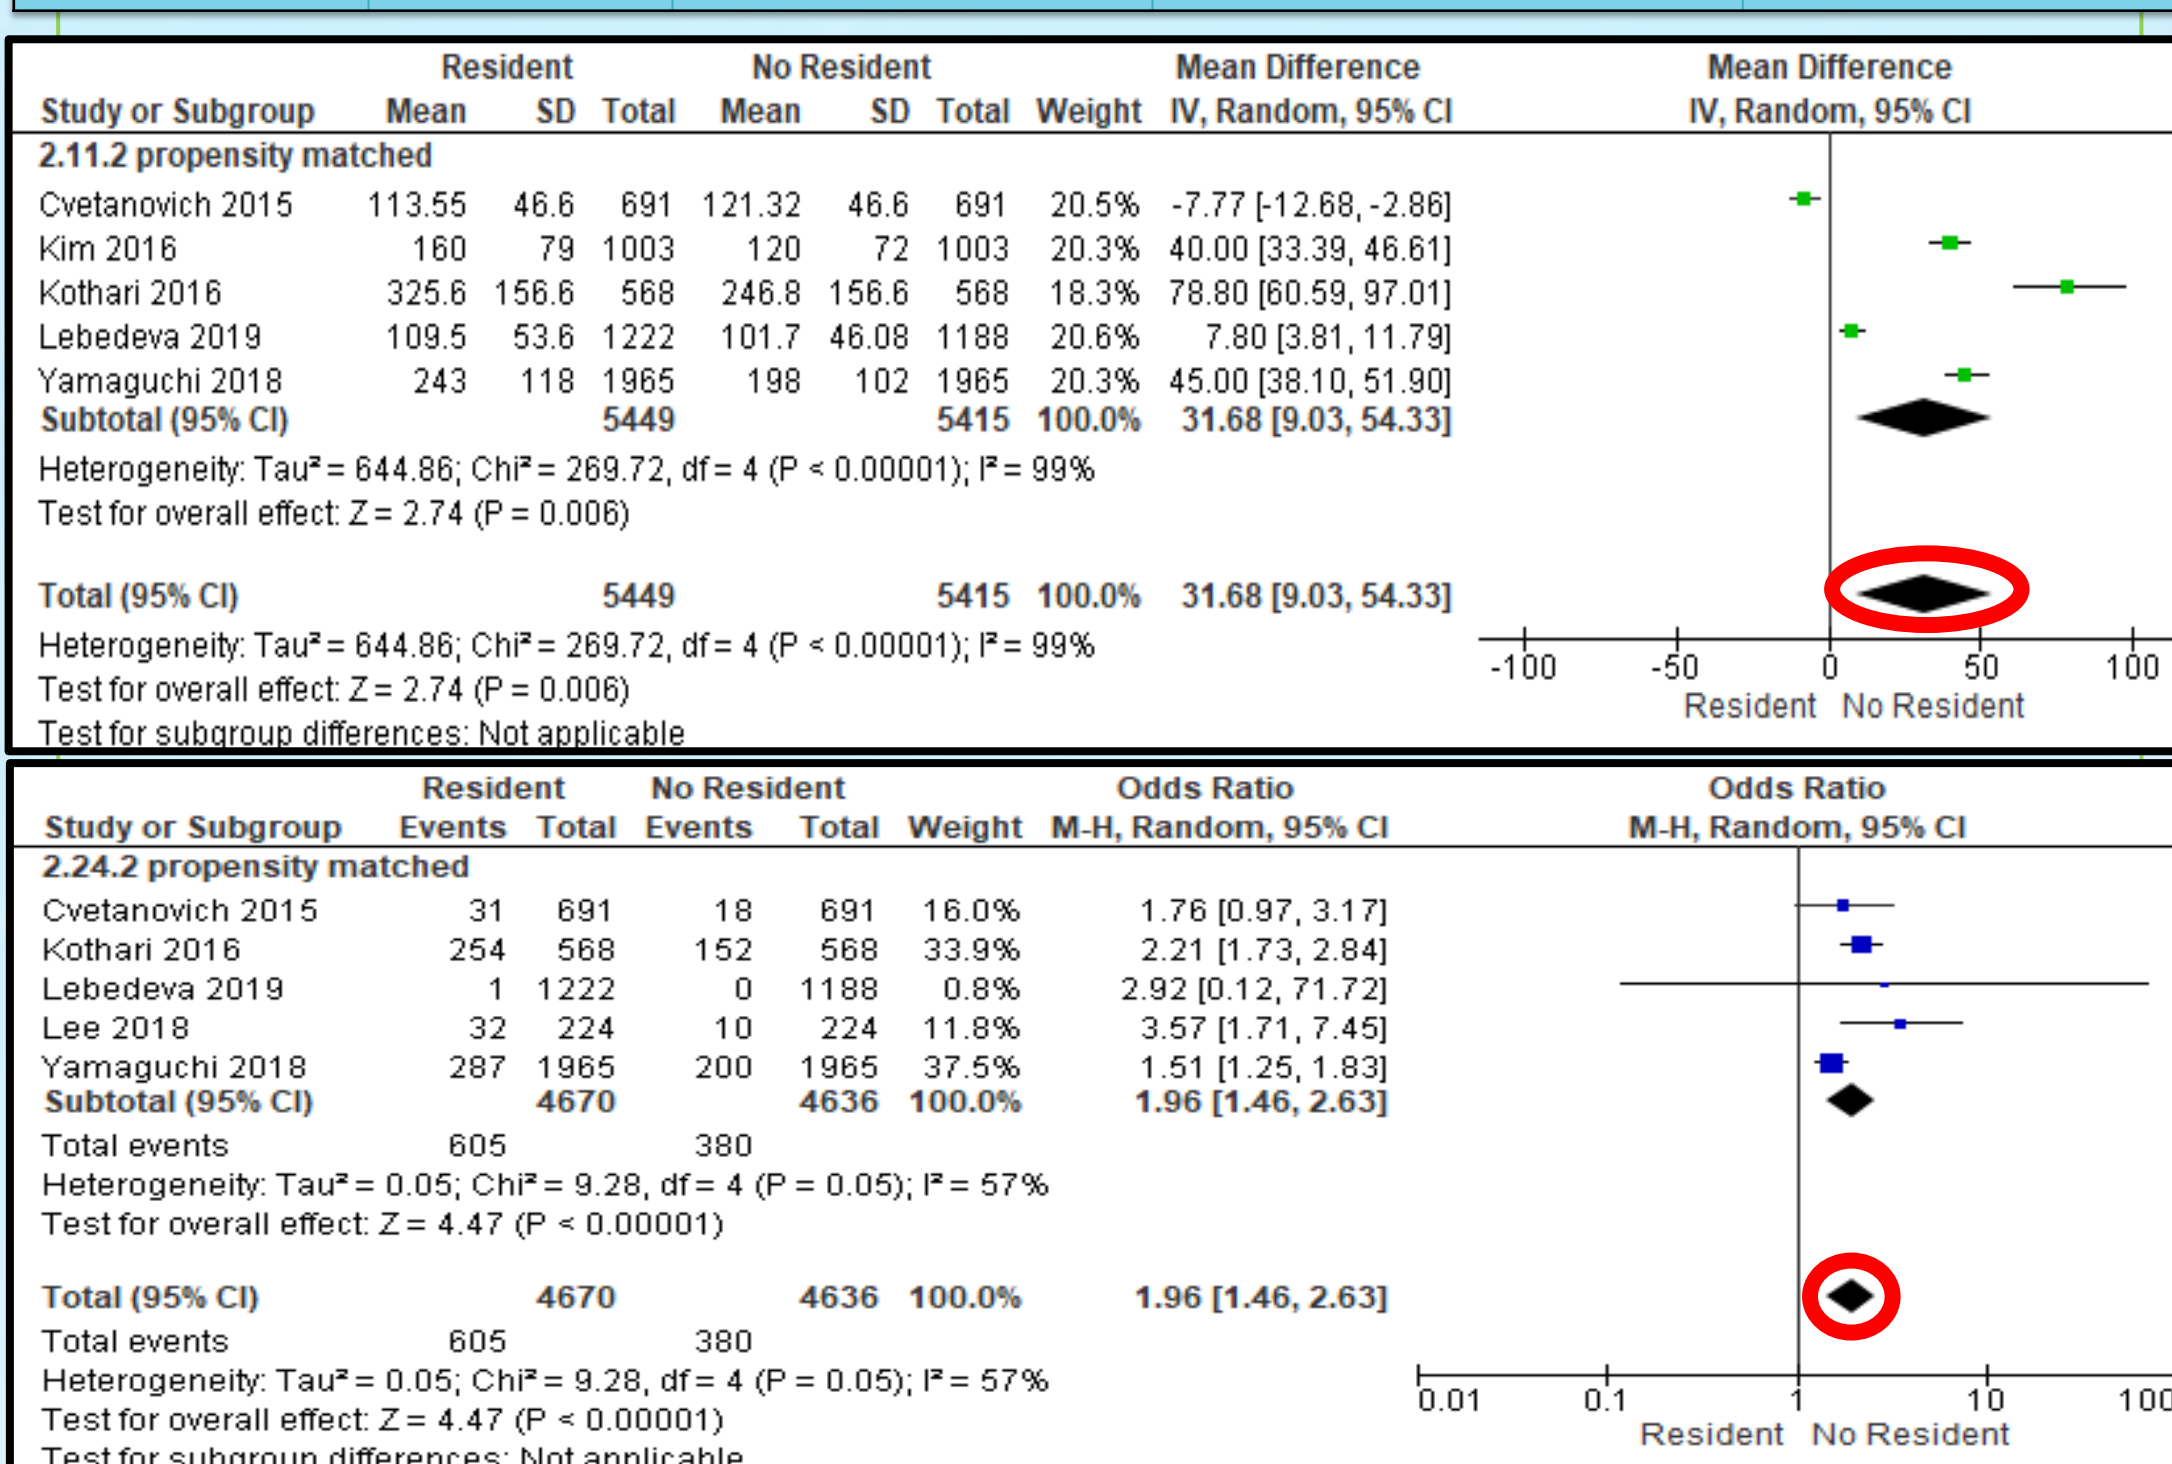 Resident No Resident Mean Difference Mean Difference
Study or Subgroup Mean SD Total Mean SD Total Weight IV, Random, 95% CI IV, Random, 95% CI
2.11.2 propensity matched
Cvetanovich 2015 113.55 46.6 691 121.32 46.6 691 20.5% -7.77 [-12.68, -2.86]
Kim 2016 160 79 1003 120 72 1003 20.3% 40.00 [33.39, 46.61]
Kothari 2016 325.6 156.6 568 246.8 156.6 568 18.3% 78.80 [60.59, 97.01]
Lebedeva 2019 109.5 53.6 1222 101.7 46.08 1188 20.6% 7.80 [3.81, 11.79]
Yamaguchi 2018 243 118 1965 198 102 1965 20.3% 45.00 [38.10, 51.90]
Subtotal (95% CI) 5449 5415 100.0% 31.68 [9.03, 54.33]
Heterogeneity: Tau² = 644.86; Chi² = 269.72, df = 4 (P < 0.00001); I² = 99%
Test for overall effect: Z = 2.74 (P = 0.006)
Total (95% CI) 5449 5415 100.0% 31.68 [9.03, 54.33]
Heterogeneity: Tau² = 644.86; Chi² = 269.72, df = 4 (P < 0.00001); I² = 99%
-100 -50 0 50 100
Test for overall effect: Z = 2.74 (P = 0.006)
Resident No Resident
Test for subgroup differences: Not applicable
Resident No Resident Odds Ratio Odds Ratio
Study or Subgroup Events Total Events Total Weight M-H, Random, 95% CI M-H, Random, 95% CI
2.24.2 propensity matched
Cvetanovich 2015 31 691 18 691 16.0% 1.76 [0.97, 3.17]
Kothari 2016 254 568 152 568 33.9% 2.21 [1.73, 2.84]
Lebedeva 2019 1 1222 0 1188 0.8% 2.92 [0.12, 71.72]
Lee 2018 32 224 10 224 11.8% 3.57 [1.71, 7.45]
Yamaguchi 2018 287 1965 200 1965 37.5% 1.51 [1.25, 1.83]
Subtotal (95% CI) 4670 4636 100.0% 1.96 [1.46, 2.63]
Total events 605 380
Heterogeneity: Tau² = 0.05; Chi² = 9.28, df = 4 (P = 0.05); I² = 57%
Test for overall effect: Z = 4.47 (P < 0.00001)
Total (95% CI) 4670 4636 100.0% 1.96 [1.46, 2.63]
Total events 605 380
Heterogeneity: Tau² = 0.05; Chi² = 9.28, df = 4 (P = 0.05); I² = 57%
0.01 0.1 1 10 100
Test for overall effect: Z = 4.47 (P < 0.00001)
Resident No Resident
Test for subgroup differences: Not applicable